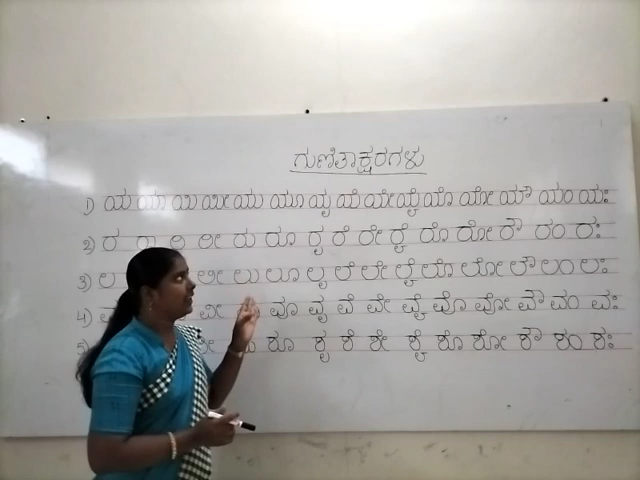 ಗುಣಿತಾಕ್ಷರಗಳು
1) ಯ ಯಾ ಯಿ ಯೀ ಯು ಯೂ ಯೃ ಯೆ ಯೇ ಯೈ ಯೊ ಯೋ ಯೌ ಯಂ ಯಃ
2) ರ ರಾ ರಿ ರೀ ರು ರೂ ರೃ ರೆ ರೇ ರೈ ರೊ ರೋ ರೌ ರಂ ರಃ
3) ಲ ಲೀ ಲು ಲೂ ಲೃ ಲೆ ಲೇ ಲೈ ಲೊ ಲೋ ಲೌ ಲಂ ಲಃ
4) ವೀ ವೂ ವೃ ವೆ ವೇ ವೈ ವೊ ವೋ ವೌ ವಂ ವಃ
ಶೂ ಶೃ ಶೆ ಶೇ ಶೈ ಶೊ ಶೋ ಶೌ ಶಂ ಶಃ